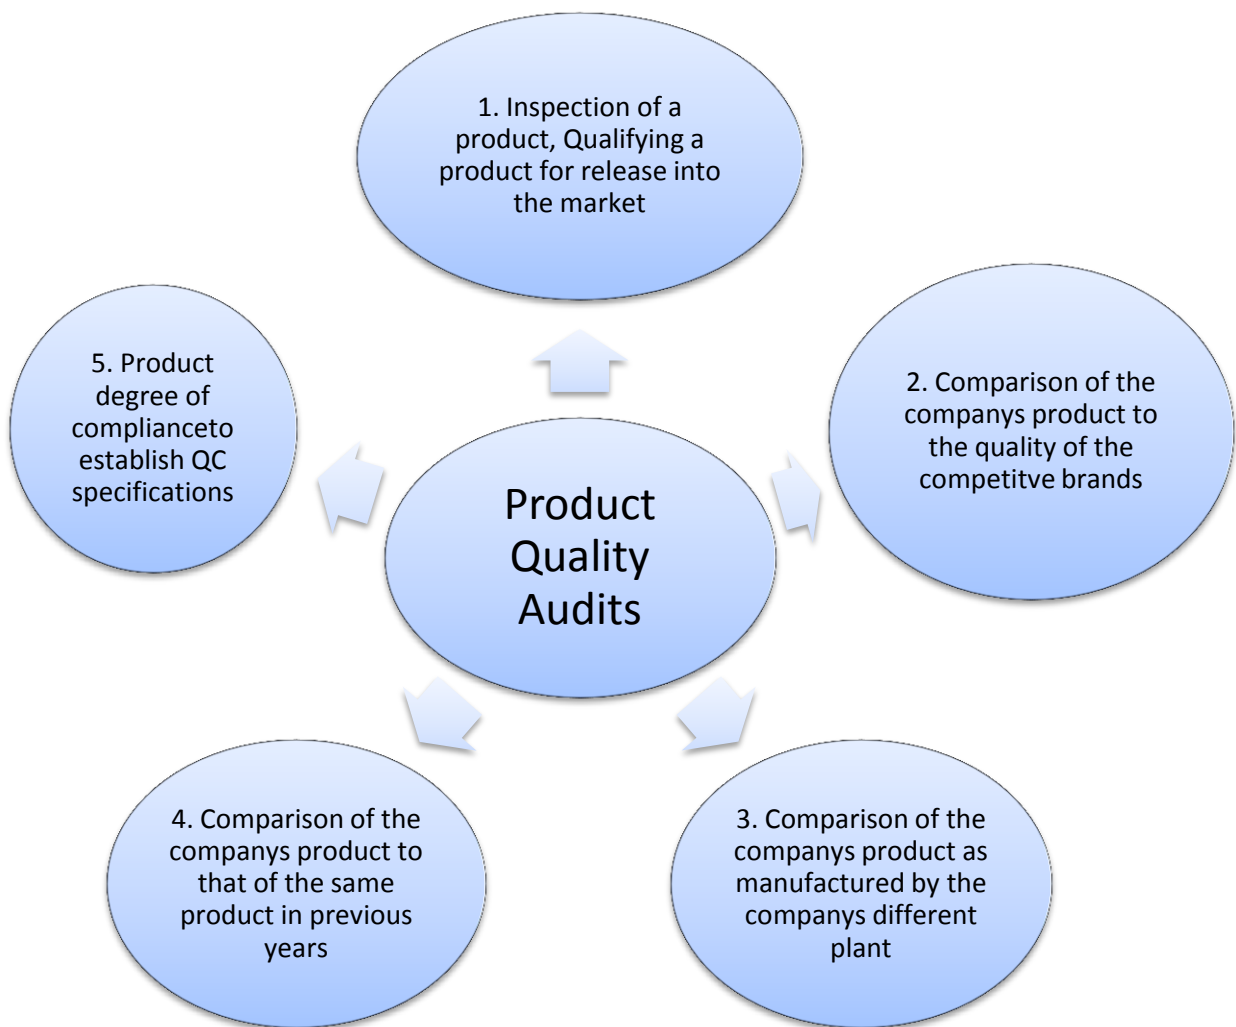 1. Inspection of a
product, Qualifying a
product for release into
the market
2. Comparison of the
companys product to
the quality of the
competitve brands
3. Comparison of the
companys product as
manufactured by the
companys different
plant
4. Comparison of the
companys product to
that of the same
product in previous
years
5. Product
degree of
complianceto
establish QC
specifications
Product
Quality
Audits